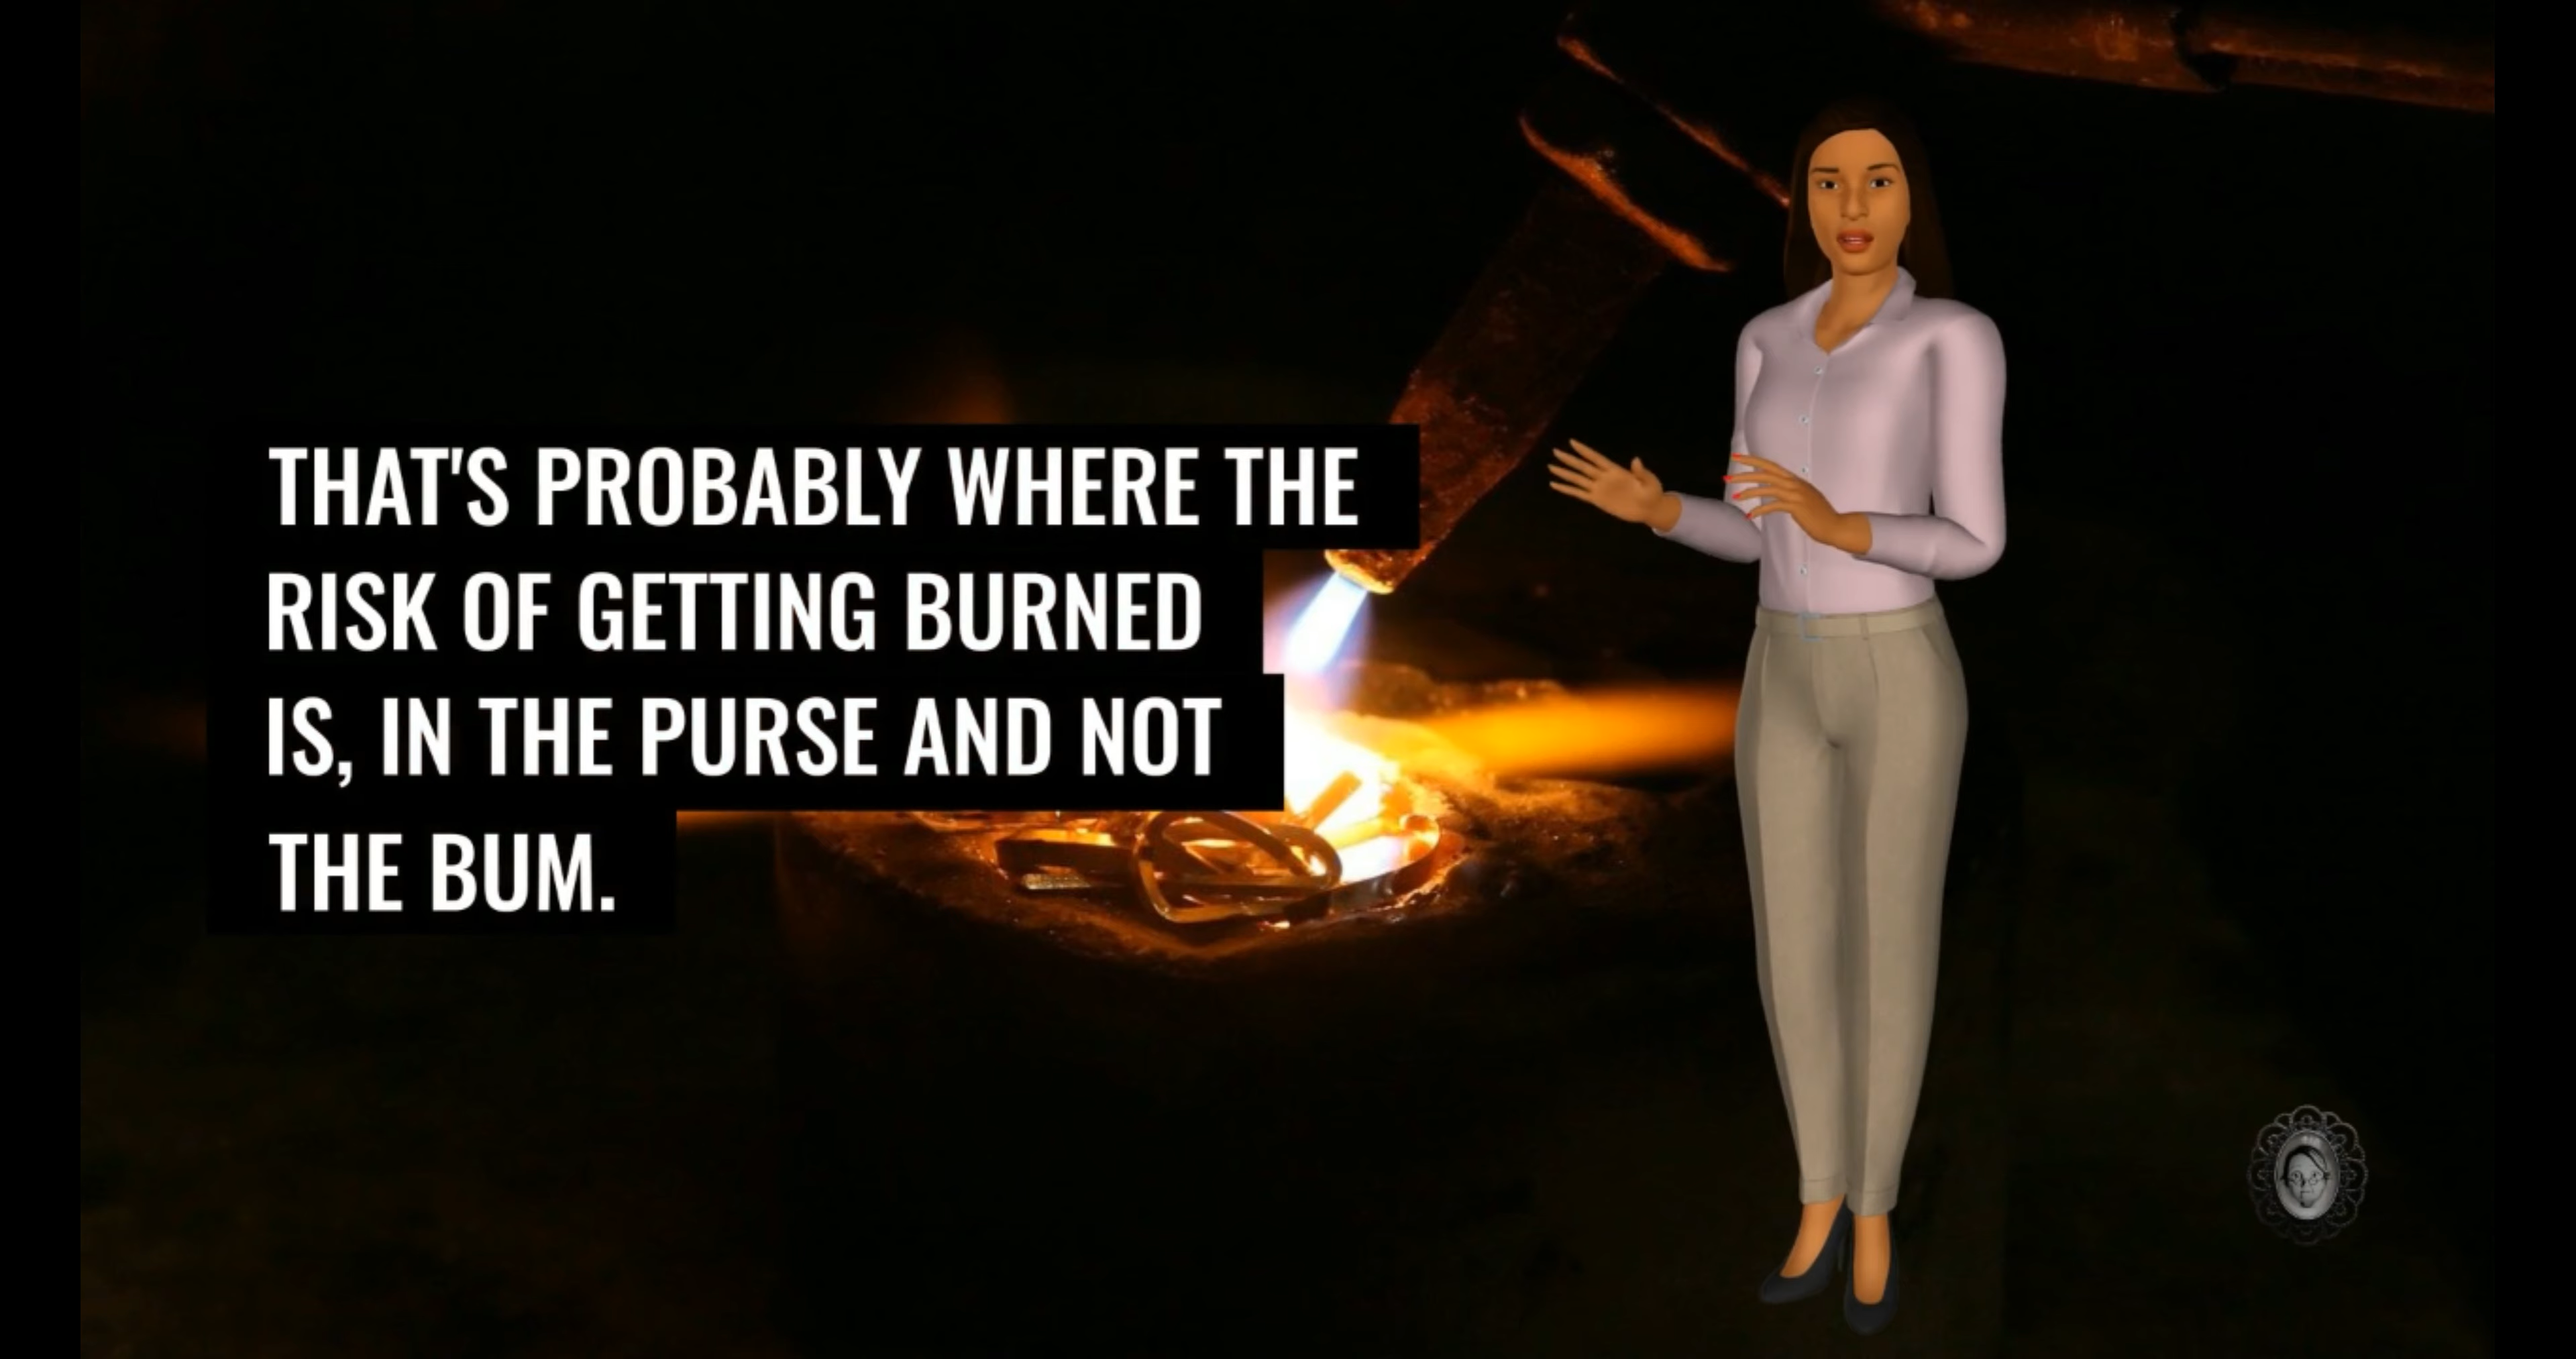 THAT'S PROBABLY WHERE THE
RISK OF GETTING BURNED
IS, IN THE PURSE AND NOT
THE BUM.